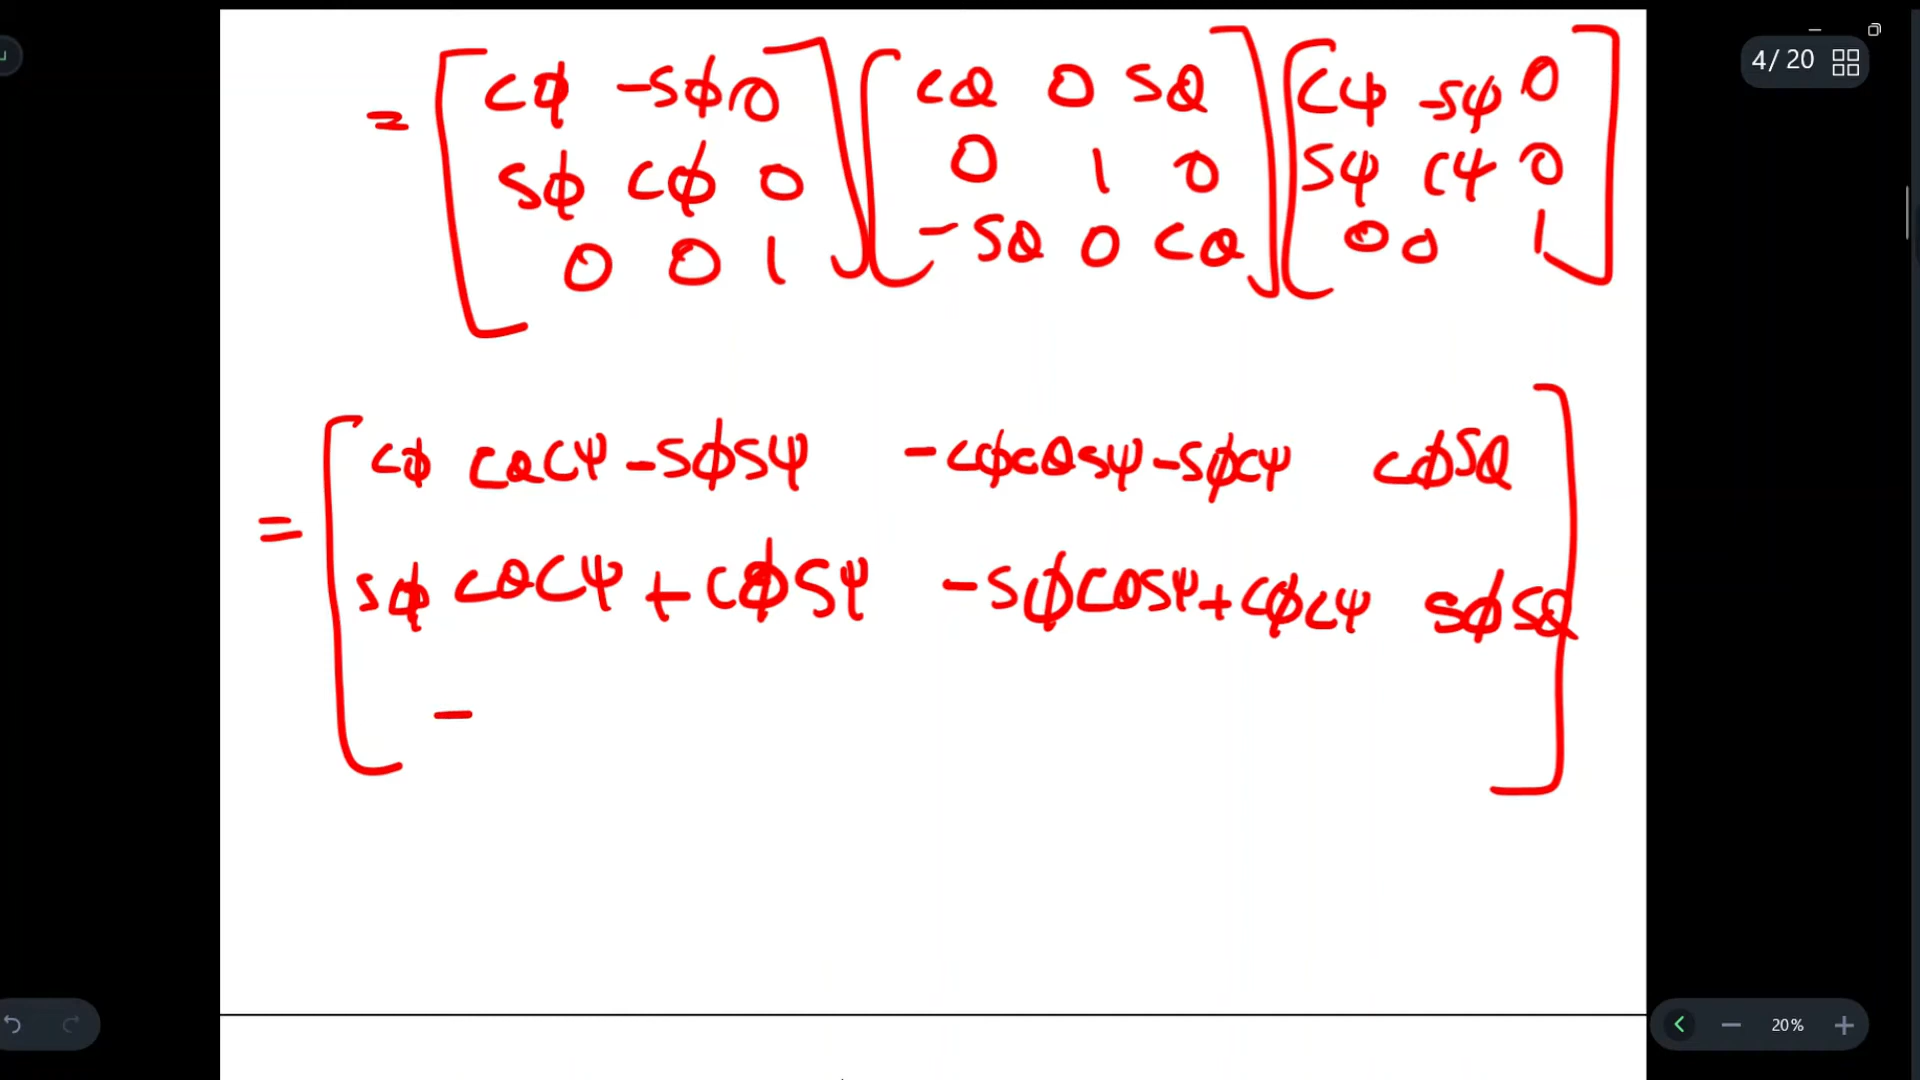 4/20
= [cϕ -sϕ 0] [cθ 0 sθ] [cψ -sψ 0]
sϕ cϕ 0 0 1 0 sψ cψ 0
0 0 1 -sθ 0 cθ 0 0 1
= [cϕ cθcψ-sϕsψ -cϕcθsψ-sϕcψ cϕsθ]
sϕ cθcψ+cϕsψ -sϕcθsψ+cϕcψ sϕsθ
-
20%